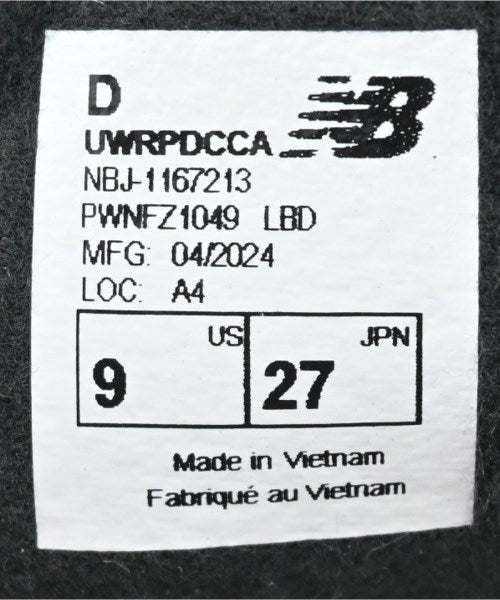 D
NB
UWRPDCCA
NBJ-1167213
PWNFZ1049 LBD
MFG: 04/2024
LOC: A4
US JPN
9 27
Made in Vietnam
Fabriqué au Vietnam